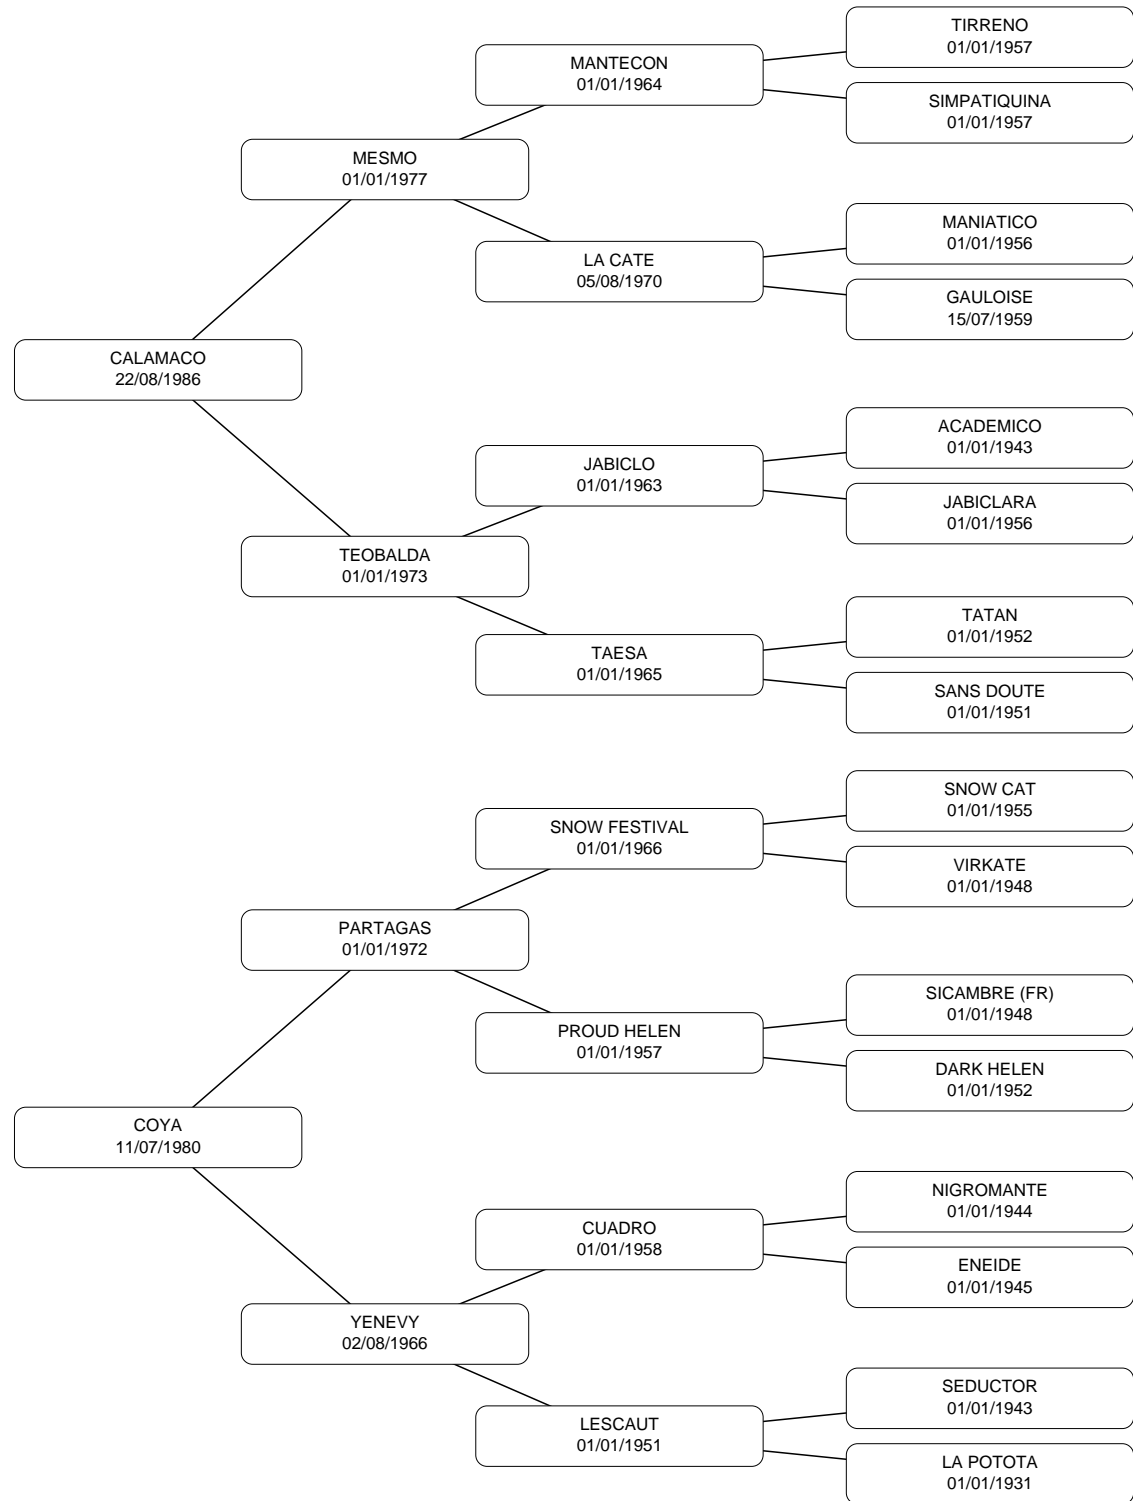 TIRRENO
01/01/1957
MANTECON
01/01/1964
SIMPATIQUINA
01/01/1957
MESMO
01/01/1977
MANIATICO
01/01/1956
LA CATE
05/08/1970
GAULOISE
15/07/1959
CALAMACO
22/08/1986
ACADEMICO
01/01/1943
JABICLO
01/01/1963
JABICLARA
01/01/1956
TEOBALDA
01/01/1973
TATAN
01/01/1952
TAESA
01/01/1965
SANS DOUTE
01/01/1951
SNOW CAT
01/01/1955
SNOW FESTIVAL
01/01/1966
VIRKATE
01/01/1948
PARTAGAS
01/01/1972
SICAMBRE (FR)
01/01/1948
PROUD HELEN
01/01/1957
DARK HELEN
01/01/1952
COYA
11/07/1980
NIGROMANTE
01/01/1944
CUADRO
01/01/1958
ENEIDE
01/01/1945
YENEVY
02/08/1966
SEDUCTOR
01/01/1943
LESCAUT
01/01/1951
LA POTOTA
01/01/1931